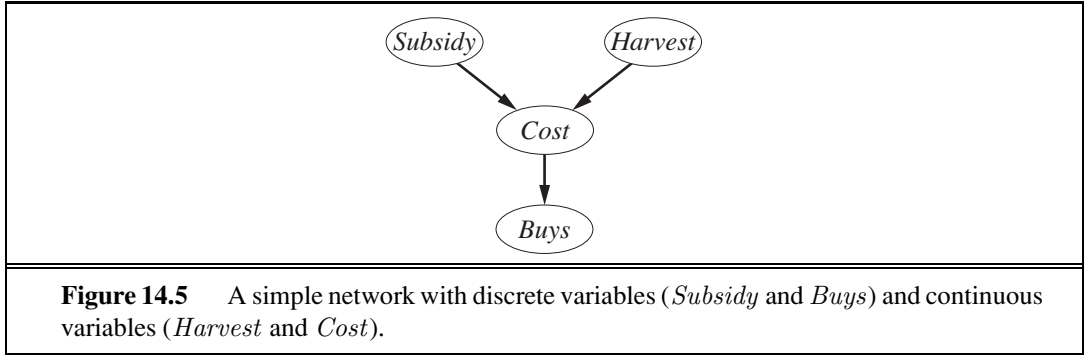 Subsidy Harvest
Cost
Buys
Figure 14.5 A simple network with discrete variables (Subsidy and Buys) and continuous
variables (Harvest and Cost).